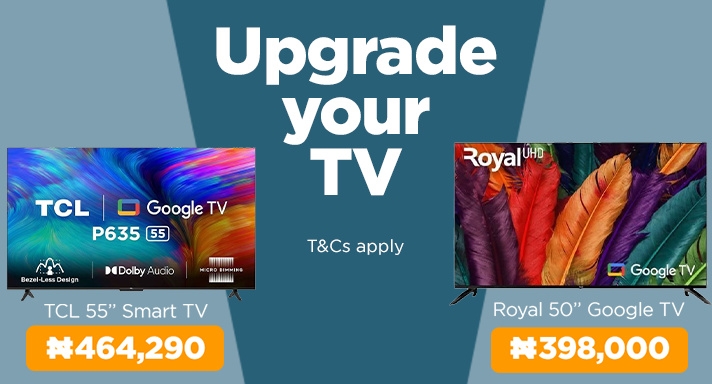 Upgrade
your
TV
T&Cs apply
TCL | Google TV
P635 55
Bezel-Less Design
Dolby Audio
MICRO DIMMING
TCL 55” Smart TV
₦464,290
Royal UHD
Google TV
Royal 50” Google TV
₦398,000